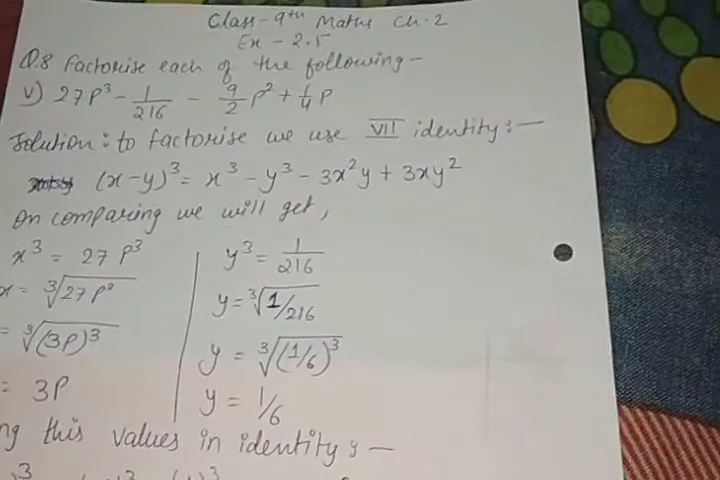 Class-9th Maths Ch.2
Ex-2.5
Q.8 Factorise each of the following-
V) 27P³ - 1/216 - 9/2 P² + 1/4 P
Solution: to factorise we use VII identity:-
(x-y)³ = x³ - y³ - 3x²y + 3xy²
On comparing we will get,
x³ = 27 P³
x = ∛27P³
= ∛(3P)³
= 3P
y³ = 1/216
y = ∛1/216
y = ∛(1/6)³
y = 1/6
this values in identity:-